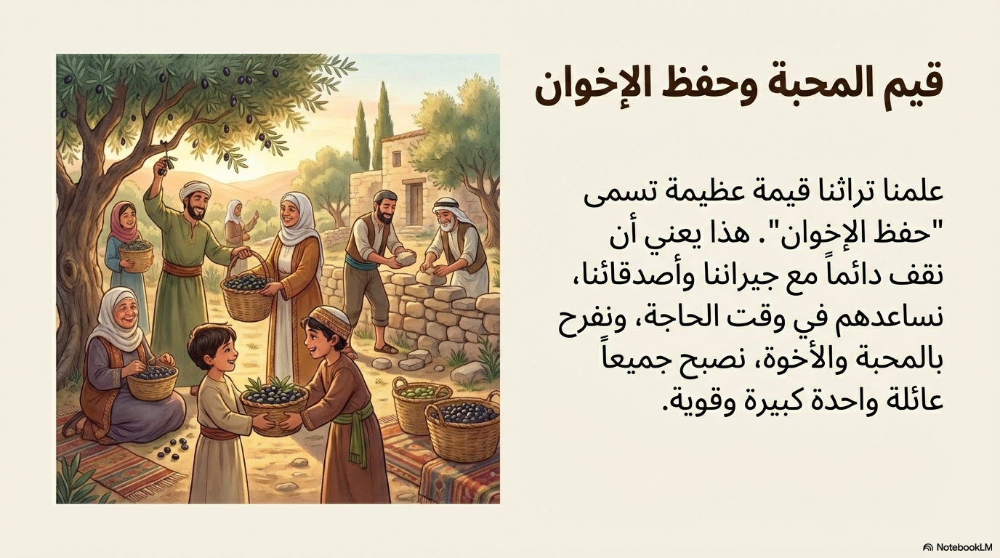 قيم المحبة وحفظ الإخوان
علمنا تراثنا قيمة عظيمة تسمى
"حفظ الإخوان". هذا يعني أن
نقف دائماً مع جيراننا وأصدقائنا،
نساعدهم في وقت الحاجة، ونفرح
بالمحبة والأخوة، نصبح جميعاً
عائلة واحدة كبيرة وقوية.
NotebookLM